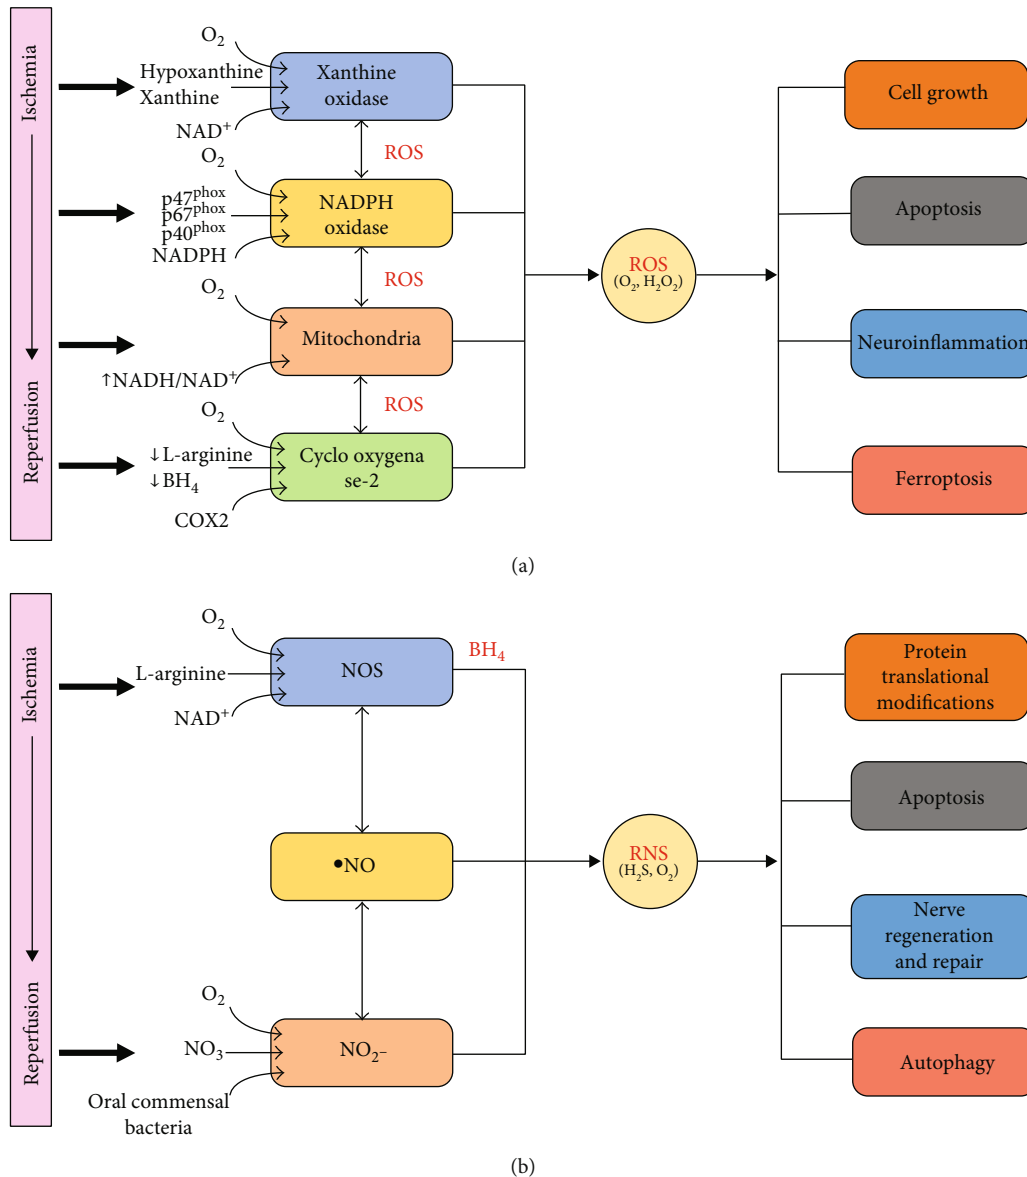 Ischemia
Reperfusion
O₂
Hypoxanthine
Xanthine
NAD⁺
Xanthine
oxidase
ROS
O₂
p47ᵖʰᵒˣ
p67ᵖʰᵒˣ
p40ᵖʰᵒˣ
NADPH
NADPH
oxidase
ROS
O₂
↑NADH/NAD⁺
Mitochondria
ROS
O₂
↓L-arginine
↓BH₄
COX2
Cyclo oxygena
se-2
ROS
(O₂, H₂O₂)
Cell growth
Apoptosis
Neuroinflammation
Ferroptosis
(a)
Ischemia
Reperfusion
O₂
L-arginine
NAD⁺
NOS
BH₄
•NO
O₂
NO₃
Oral commensal
bacteria
NO₂–
RNS
(H₂S, O₂)
Protein
translational
modifications
Apoptosis
Nerve
regeneration
and repair
Autophagy
(b)